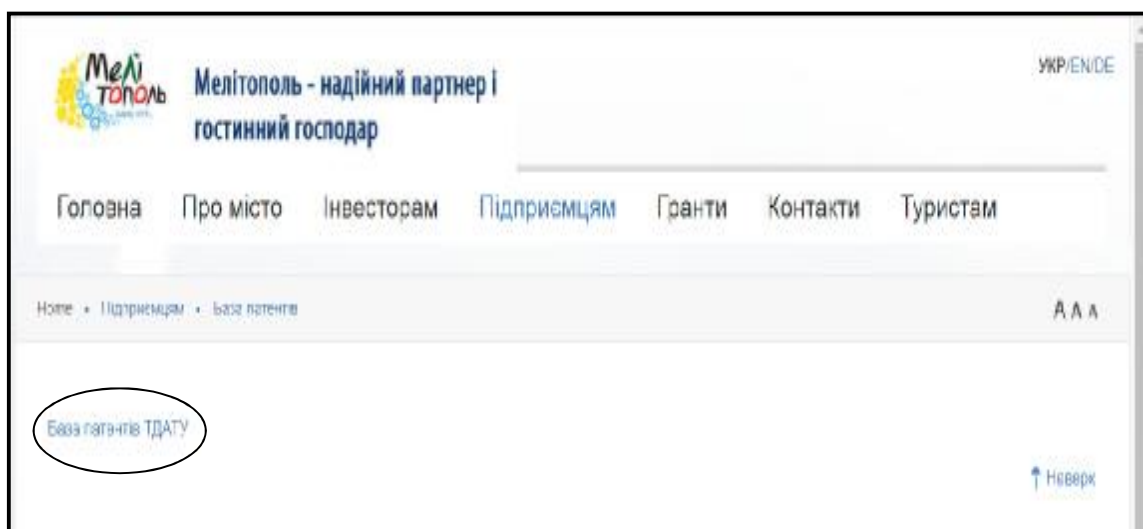 Мелі
тополь
Мелітополь - надійний партнер і
гостинний господар
УКР/EN/DE
Головна Про місто Інвесторам Підприємцям Гранти Контакти Туристам
Home • Підприємцям • База патентів
A A A
База патентів ТДАТУ
Наверх